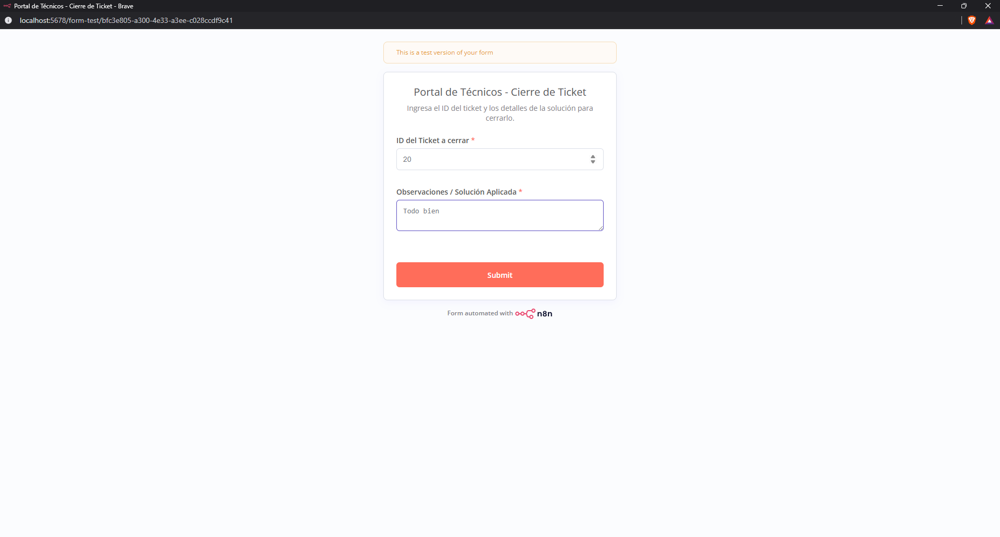 Portal de Técnicos - Cierre de Ticket - Brave
localhost:5678/form-test/bfc3e805-a300-4e33-a3ee-c028ccdf9c41
This is a test version of your form
Portal de Técnicos - Cierre de Ticket
Ingresa el ID del ticket y los detalles de la solución para
cerrarlo.
ID del Ticket a cerrar *
20
Observaciones / Solución Aplicada *
Todo bien
Submit
Form automated with n8n